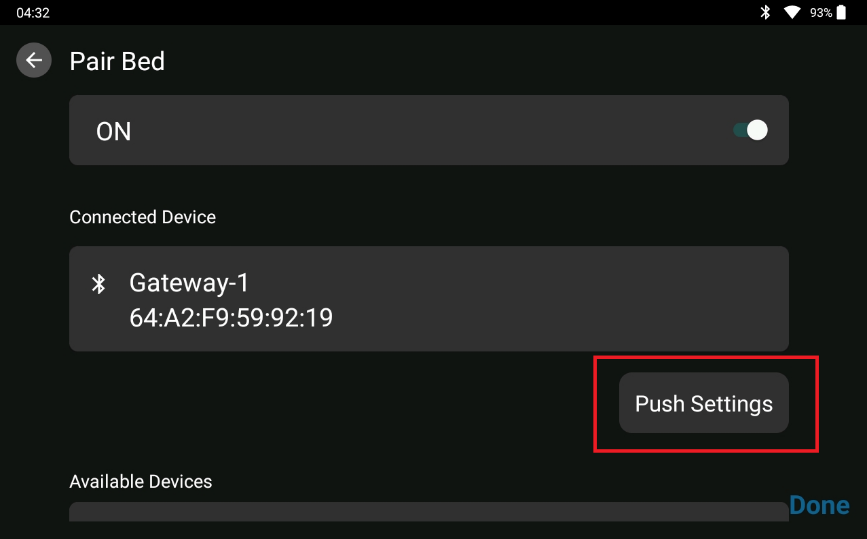 04:32
93%
Pair Bed
ON
Connected Device
Gateway-1
64:A2:F9:59:92:19
Push Settings
Available Devices
Done